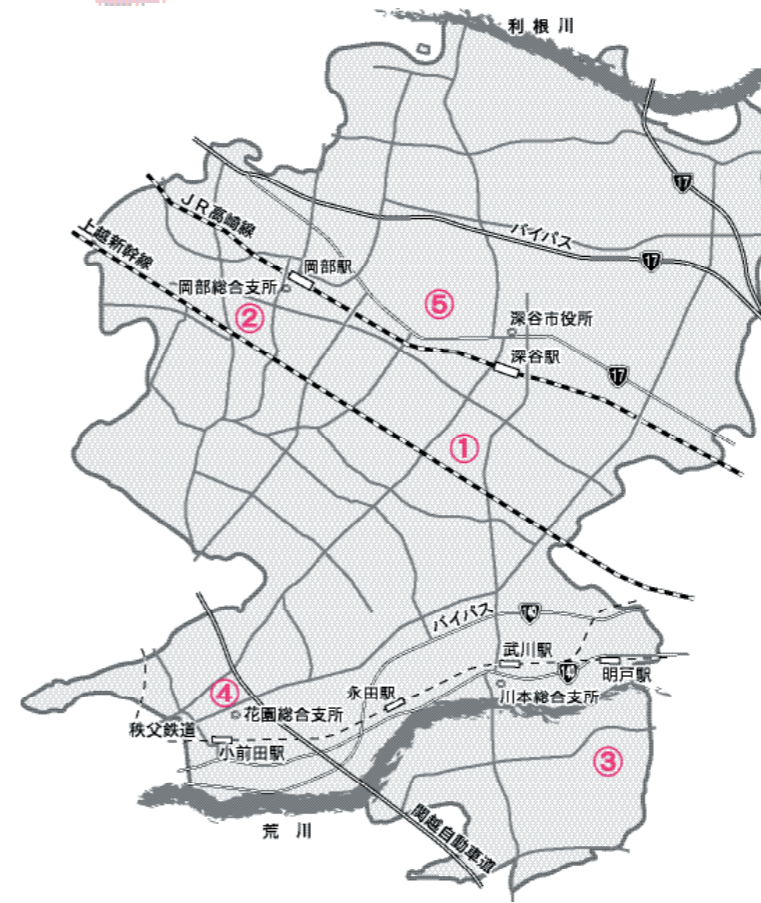 利根川
17
JR高崎線
バイパス
上越新幹線
17
岡部駅
岡部総合支所
⑤
②
深谷市役所
深谷駅
17
①
バイパス
140
武川駅
140
明戸駅
④
永田駅
川本総合支所
花園総合支所
秩父鉄道
小前田駅
③
関越自動車道
荒川